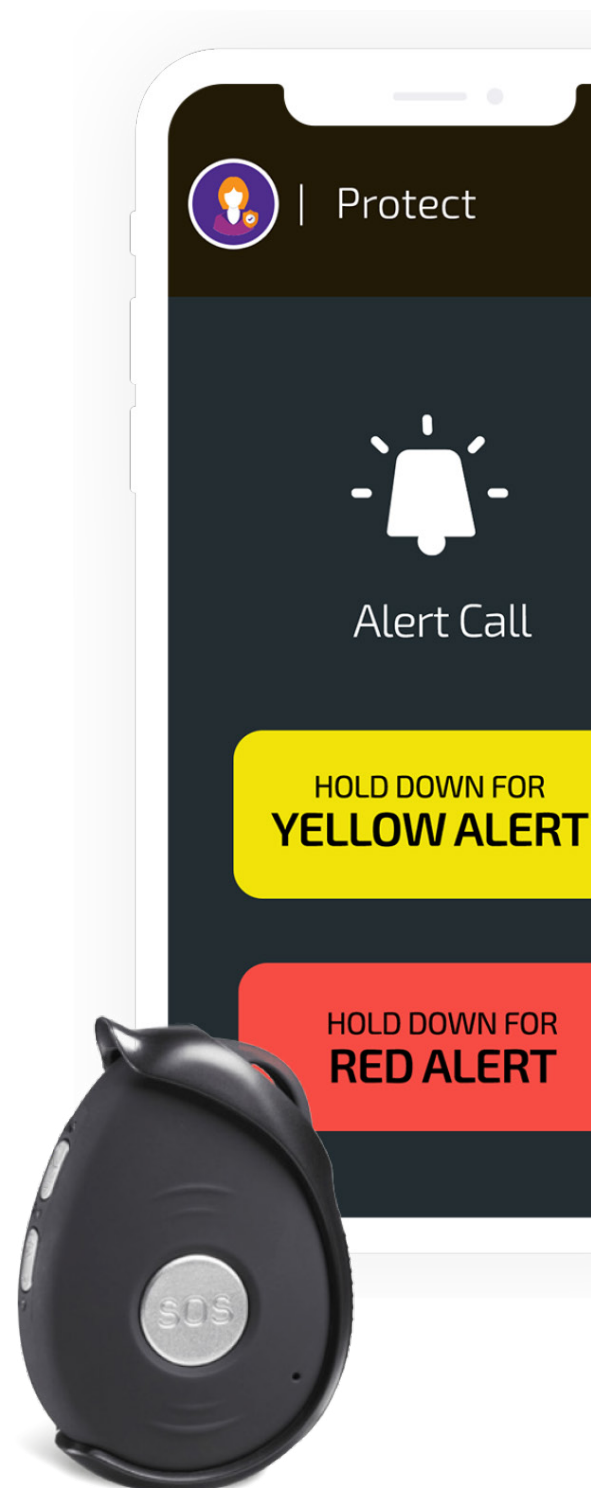 | Protect
Alert Call
HOLD DOWN FOR
YELLOW ALERT
HOLD DOWN FOR
RED ALERT
SOS